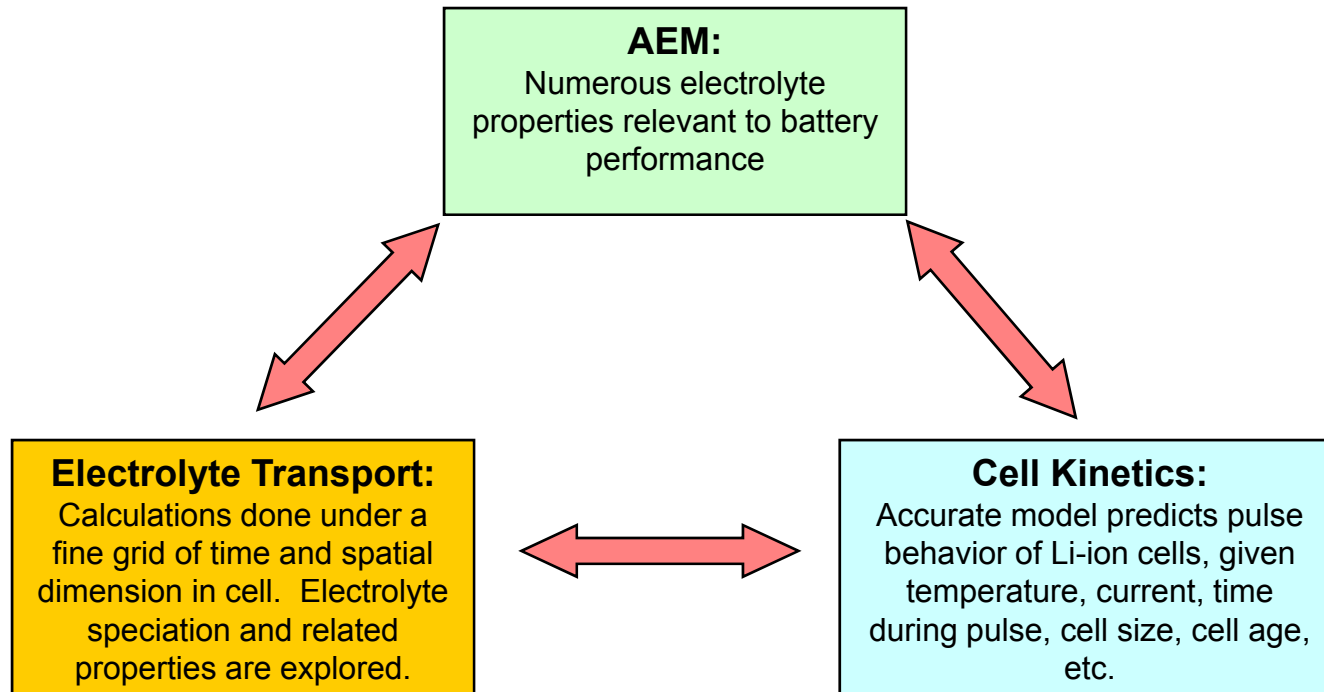 AEM:
Numerous electrolyte
properties relevant to battery
performance
Electrolyte Transport:
Calculations done under a
fine grid of time and spatial
dimension in cell.  Electrolyte
speciation and related
properties are explored.
Cell Kinetics:
Accurate model predicts pulse
behavior of Li-ion cells, given
temperature, current, time
during pulse, cell size, cell age,
etc.